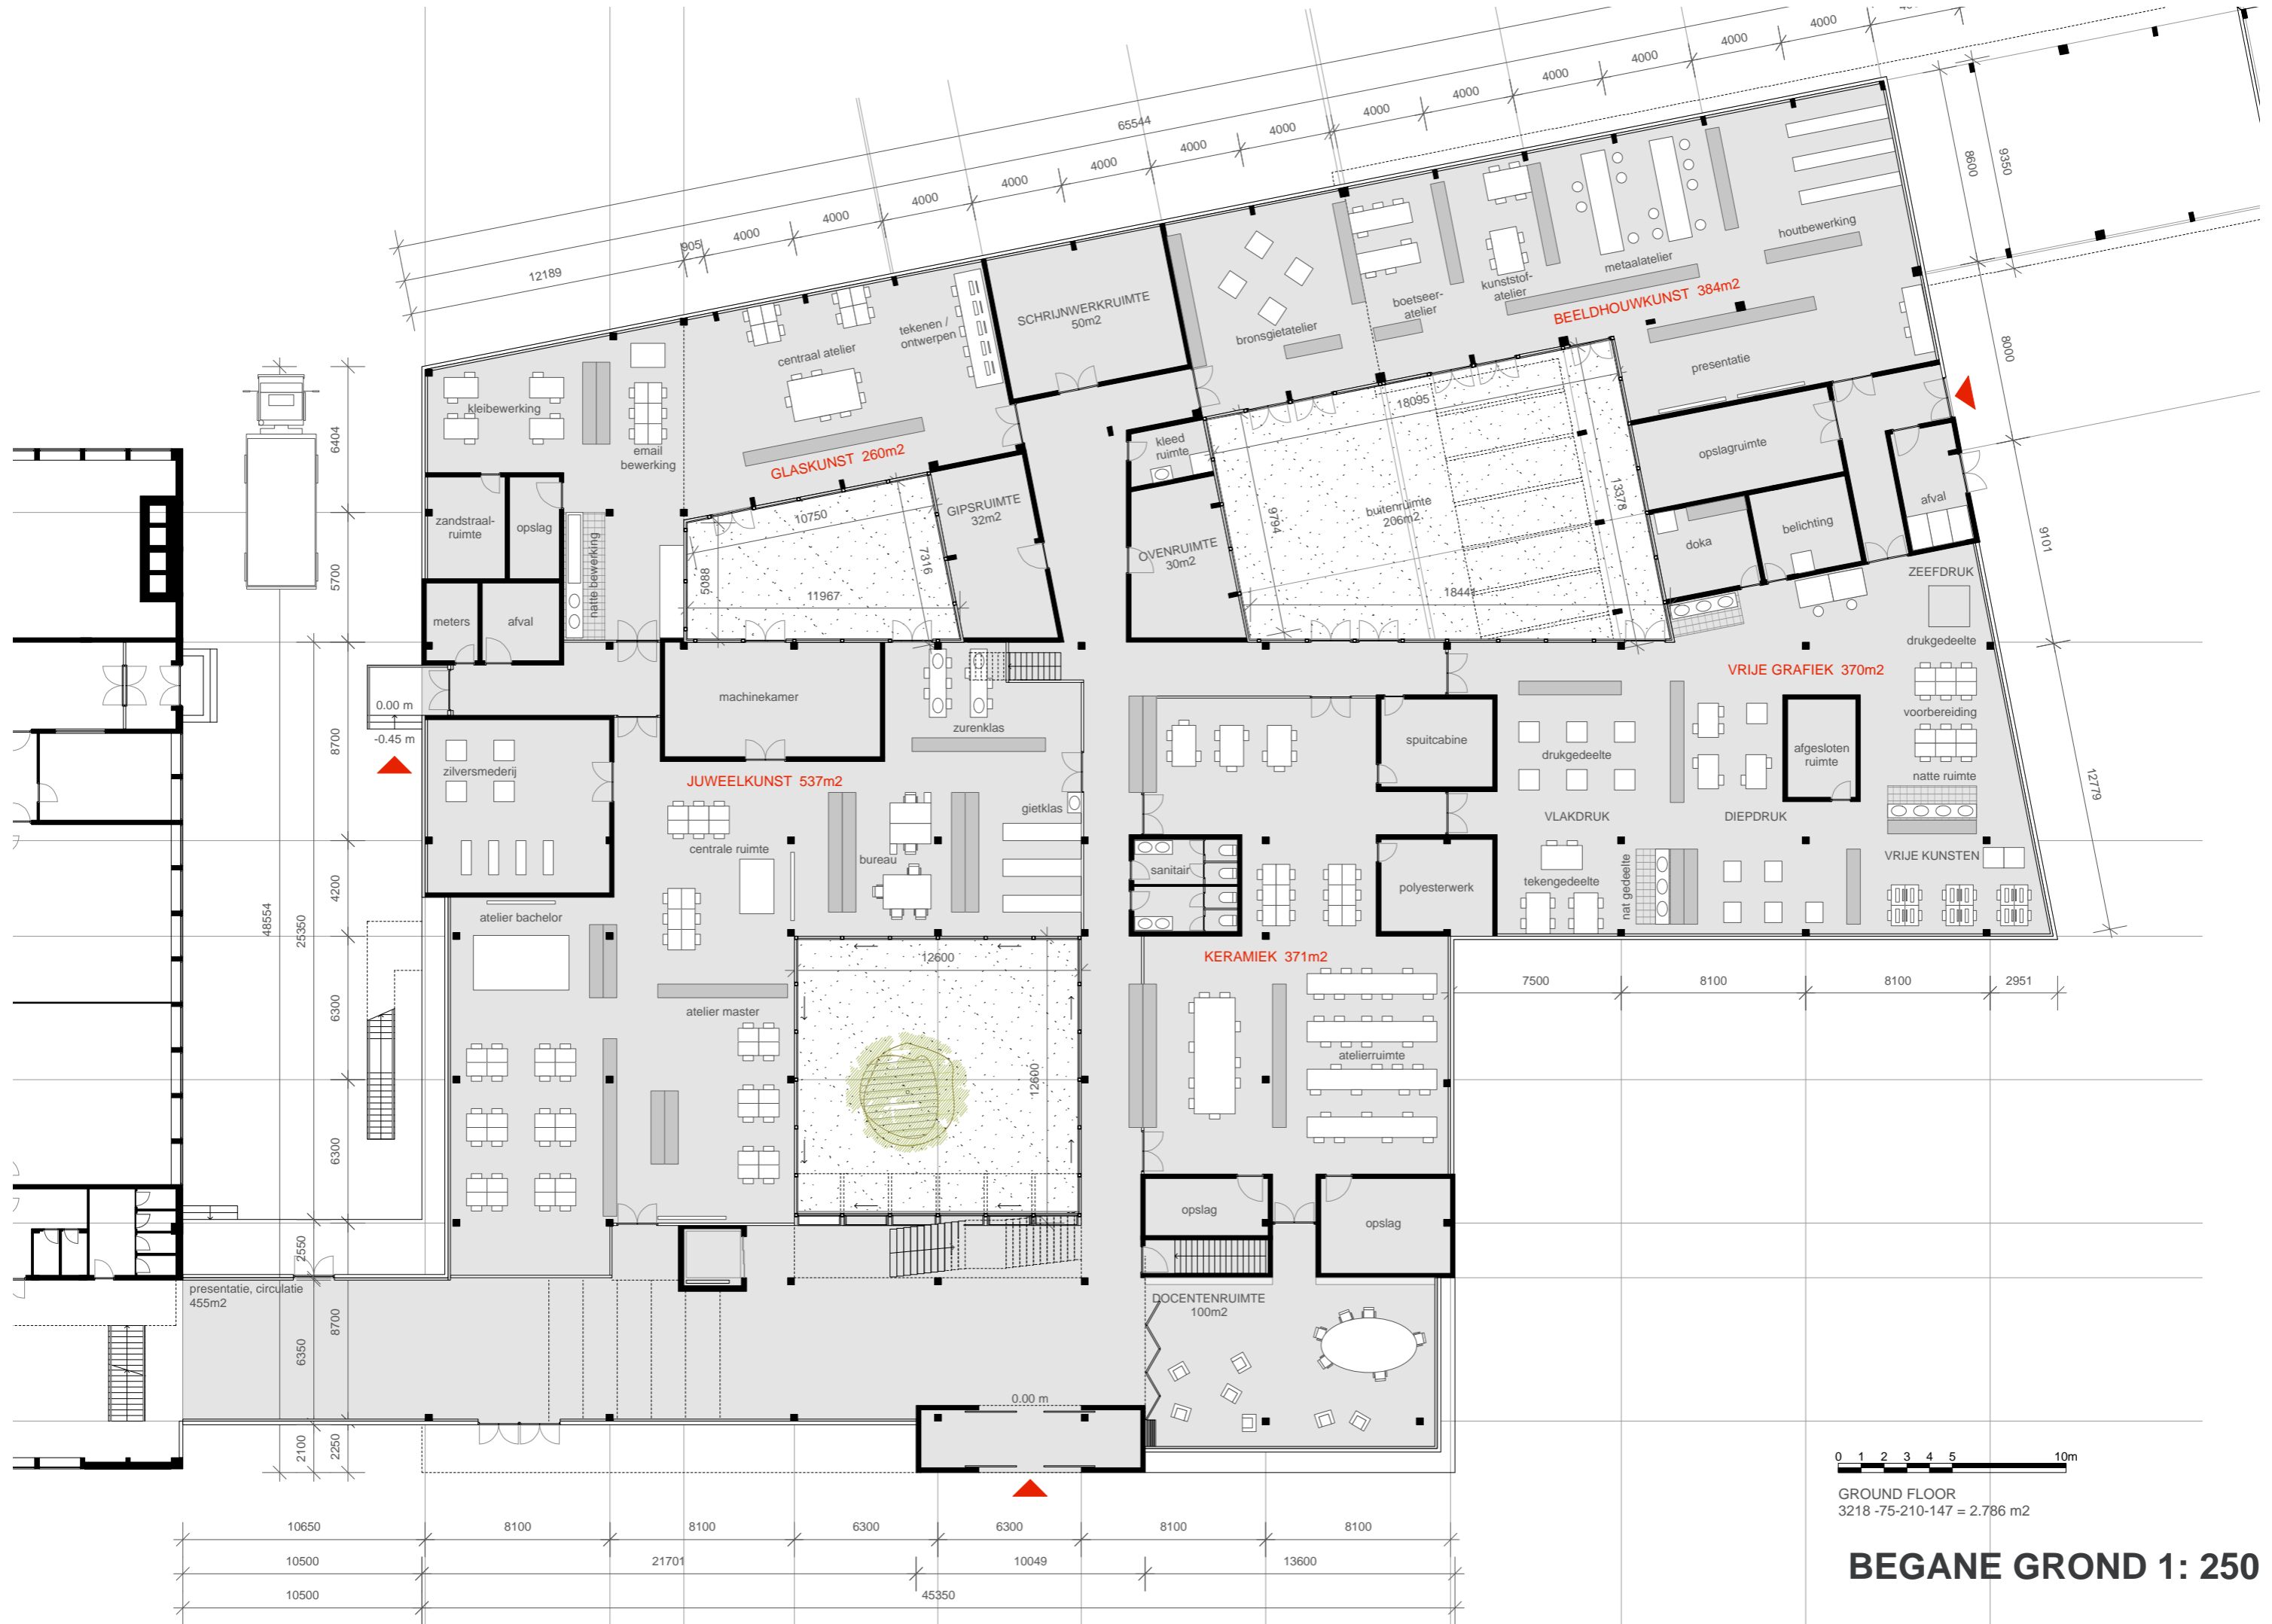 4000
4000
4000
4000
4000
4000
4000
4000
4000
4000
4000
4000
4000
905
12189
65544
8600
9350
8000
9101
12779
houtbewerking
metaalatelier
kunststof-
atelier
boetseer-
atelier
bronsgietatelier
BEELDHOUWKUNST 384m2
presentatie
SCHRIJNWERKRUIMTE
50m2
tekenen /
ontwerpen
centraal atelier
kleibewerking
email
bewerking
GLASKUNST 260m2
kleed
ruimte
18095
opslagruimte
afval
zandstraal-
ruimte
opslag
natte bewerking
10750
5088
7316
11967
GIPSRUIMTE
32m2
OVENRUIMTE
30m2
9794
buitenruimte
206m2
13378
1844
doka
belichting
ZEEFDRUK
drukgedeelte
meters
afval
6404
5700
8700
4200
6300
6300
25350
48554
2550
6350
8700
2100
2250
0.00 m
-0.45 m
machinekamer
zurenklas
VRIJE GRAFIEK 370m2
voorbereiding
spuitcabine
drukgedeelte
afgesloten
ruimte
natte ruimte
zilversmederij
JUWEELKUNST 537m2
gietklas
centrale ruimte
bureau
VLAKDRUK
DIEPDRUK
VRIJE KUNSTEN
sanitair
polyesterwerk
tekengedeelte
nat gedeelte
atelier bachelor
12600
12600
KERAMIEK 371m2
7500
8100
8100
2951
atelier master
atelierruimte
opslag
opslag
presentatie, circulatie
455m2
DOCENTENRUIMTE
100m2
0.00 m
0 1 2 3 4 5 10m
GROUND FLOOR
3218 -75-210-147 = 2.786 m2
10650
8100
8100
6300
6300
8100
8100
10500
21701
10049
13600
10500
45350
BEGANE GROND 1: 250